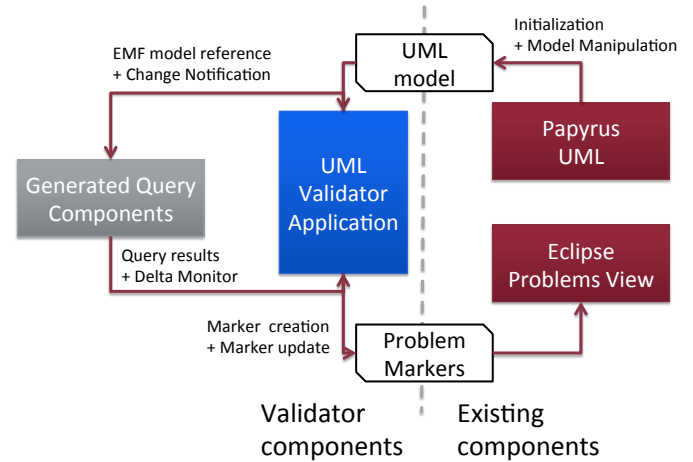 EMF model reference
+ Change Notification
UML
model
Initialization
+ Model Manipulation
Papyrus
UML
UML
Validator
Application
Generated Query
Components
Query results
+ Delta Monitor
Eclipse
Problems View
Marker creation
+ Marker update
Problem
Markers
Validator
components
Existing
components